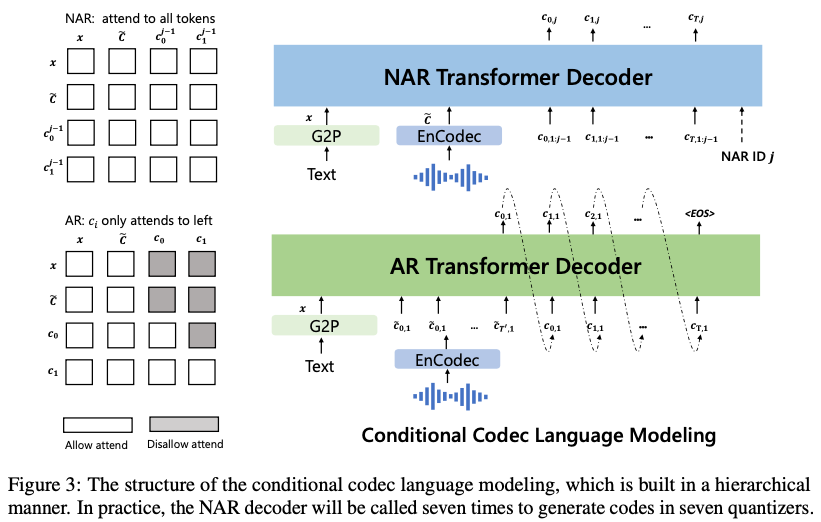 NAR: attend to all tokens
x C̃ c₀ʲ⁻¹ c₁ʲ⁻¹
x
C̃
c₀ʲ⁻¹
c₁ʲ⁻¹
AR: cᵢ only attends to left
x C̃ c₀ c₁
x
C̃
c₀
c₁
Allow attend Disallow attend
c₀,ⱼ c₁,ⱼ ... c_T,ⱼ
NAR Transformer Decoder
x C̃
G2P EnCodec c₀,₁:ⱼ₋₁ c₁,₁:ⱼ₋₁ ... c_T,₁:ⱼ₋₁
Text NAR ID j
c₀,₁ c₁,₁ c₂,₁ ... <EOS>
AR Transformer Decoder
x
G2P c̃₀,₁ c̃₀,₁ ... c̃_T′,₁ c₀,₁ c₁,₁ ... c_T,₁
Text EnCodec
Conditional Codec Language Modeling
Figure 3: The structure of the conditional codec language modeling, which is built in a hierarchical
manner. In practice, the NAR decoder will be called seven times to generate codes in seven quantizers.